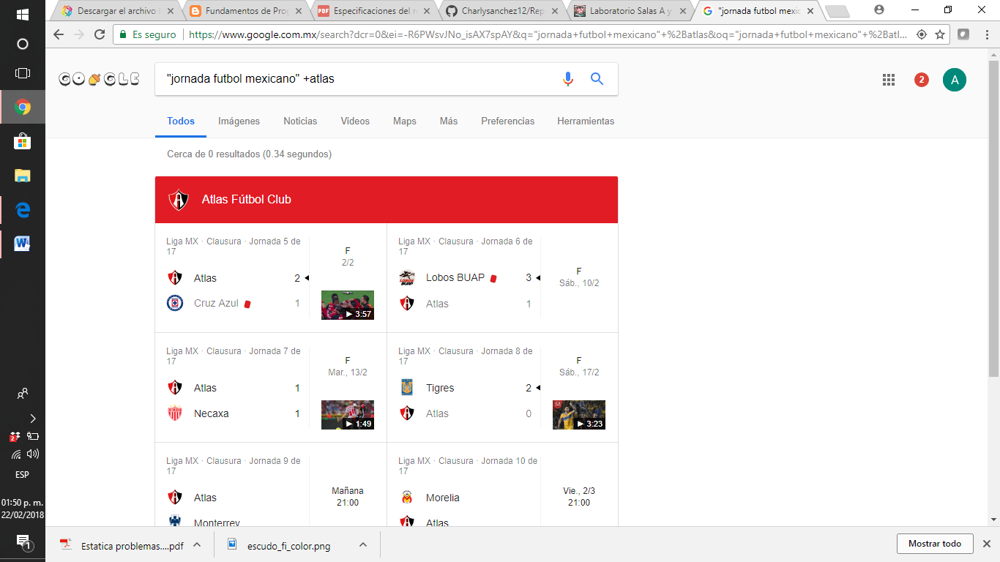 Descargar el archivo
Fundamentos de Prog
Especificaciones del r
Charlysanchez12/Rep
Laboratorio Salas A y
"jornada futbol mexic
Es seguro
https://www.google.com.mx/search?dcr=0&ei=-R6PWsvJNo_isAX7spAY&q="jornada+futbol+mexicano"+%2Batlas&oq="jornada+futbol+mexicano"+%2Batl...
GOOGLE
"jornada futbol mexicano" +atlas
2
A
Todos
Imágenes
Noticias
Videos
Maps
Más
Preferencias
Herramientas
Cerca de 0 resultados (0.34 segundos)
Atlas Fútbol Club
Liga MX · Clausura · Jornada 5 de
17
F
2/2
Atlas 2
Cruz Azul 1
3:57
Liga MX · Clausura · Jornada 6 de
17
F
Sáb., 10/2
Lobos BUAP 3
Atlas 1
Liga MX · Clausura · Jornada 7 de
17
F
Mar., 13/2
Atlas 1
Necaxa 1
1:49
Liga MX · Clausura · Jornada 8 de
17
F
Sáb., 17/2
Tigres 2
Atlas 0
3:23
Liga MX · Clausura · Jornada 9 de
17
Mañana
21:00
Atlas
Monterrey
Liga MX · Clausura · Jornada 10 de
17
Vie., 2/3
21:00
Morelia
Atlas
2
ESP
01:50 p. m.
22/02/2018
1
Estatica problemas....pdf
escudo_fi_color.png
Mostrar todo